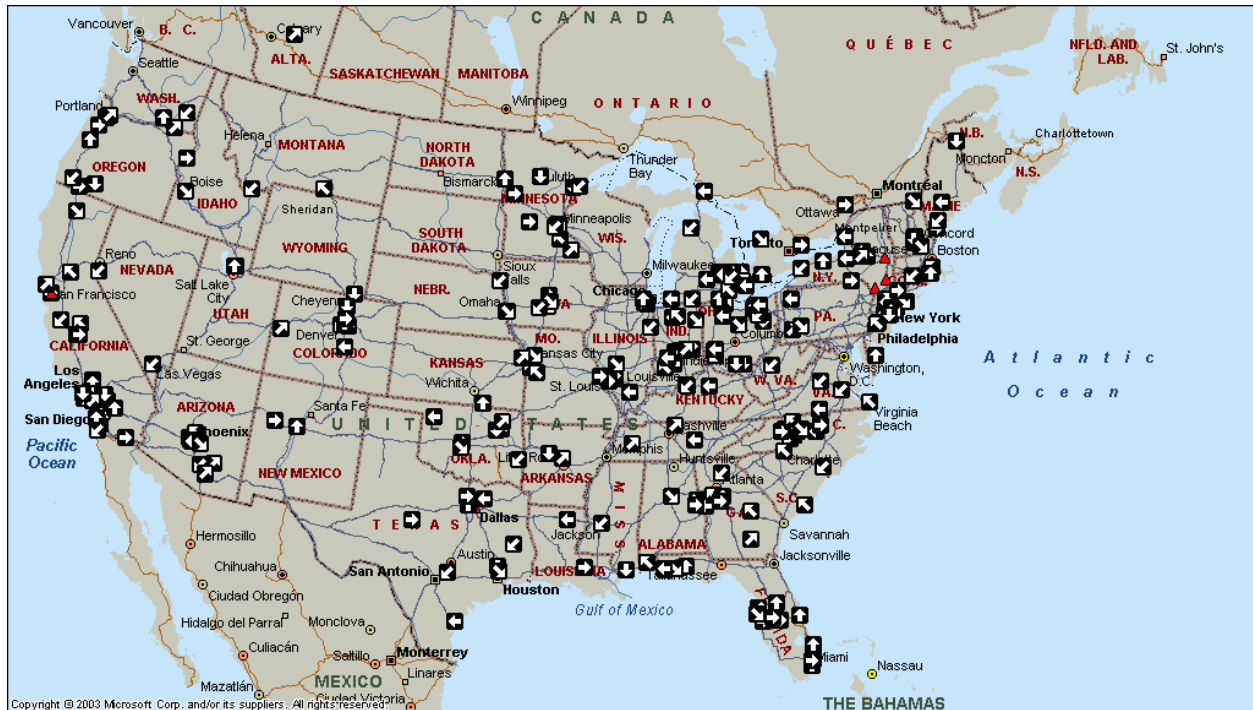 CANADA
Vancouver
B. C.
Calgary
ALTA.
SASKATCHEWAN
MANITOBA
QUÉBEC
NFLD. AND
LAB.
St. John's
Seattle
WASH.
Winnipeg
ONTARIO
Portland
Helena
MONTANA
NORTH
DAKOTA
Bismarck
Thunder
Bay
N.B.
Charlottetown
Moncton
N.S.
OREGON
Boise
IDAHO
Sheridan
MINNESOTA
Montréal
Ottawa
Montpelier
WYOMING
SOUTH
DAKOTA
Minneapolis
WIS.
Toronto
Boston
Reno
NEVADA
Salt Lake
City
UTAH
Sioux
Falls
Milwaukee
N.Y.
San Francisco
NEBR.
Omaha
Chicago
PA.
New York
Philadelphia
CALIFORNIA
Denver
COLORADO
St. George
Las Vegas
KANSAS
MO.
Kansas City
ILLINOIS
IND.
St. Louis
Louisville
W. VA.
Washington,
D.C.
VA.
Wichita
KENTUCKY
Virginia
Beach
Los
Angeles
San Diego
ARIZONA
Phoenix
Santa Fe
NEW MEXICO
UNITED STATES
OKLA.
ARKANSAS
Memphis
Nashville
Huntsville
Charlotte
Atlanta
S.C.
Atlantic
Ocean
Pacific
Ocean
TEXAS
Dallas
MISS
Jackson
ALABAMA
Savannah
Jacksonville
Hermosillo
Chihuahua
Austin
San Antonio
Houston
LOUISIANA
Tallahassee
FLORIDA
Ciudad Obregón
Hidalgo del Parral
Monclova
Gulf of Mexico
Culiacán
Saltillo
Monterrey
Linares
Miami
Nassau
Mazatlán
MEXICO
Ciudad Victoria
THE BAHAMAS
Copyright © 2003 Microsoft Corp. and/or its suppliers. All rights reserved.